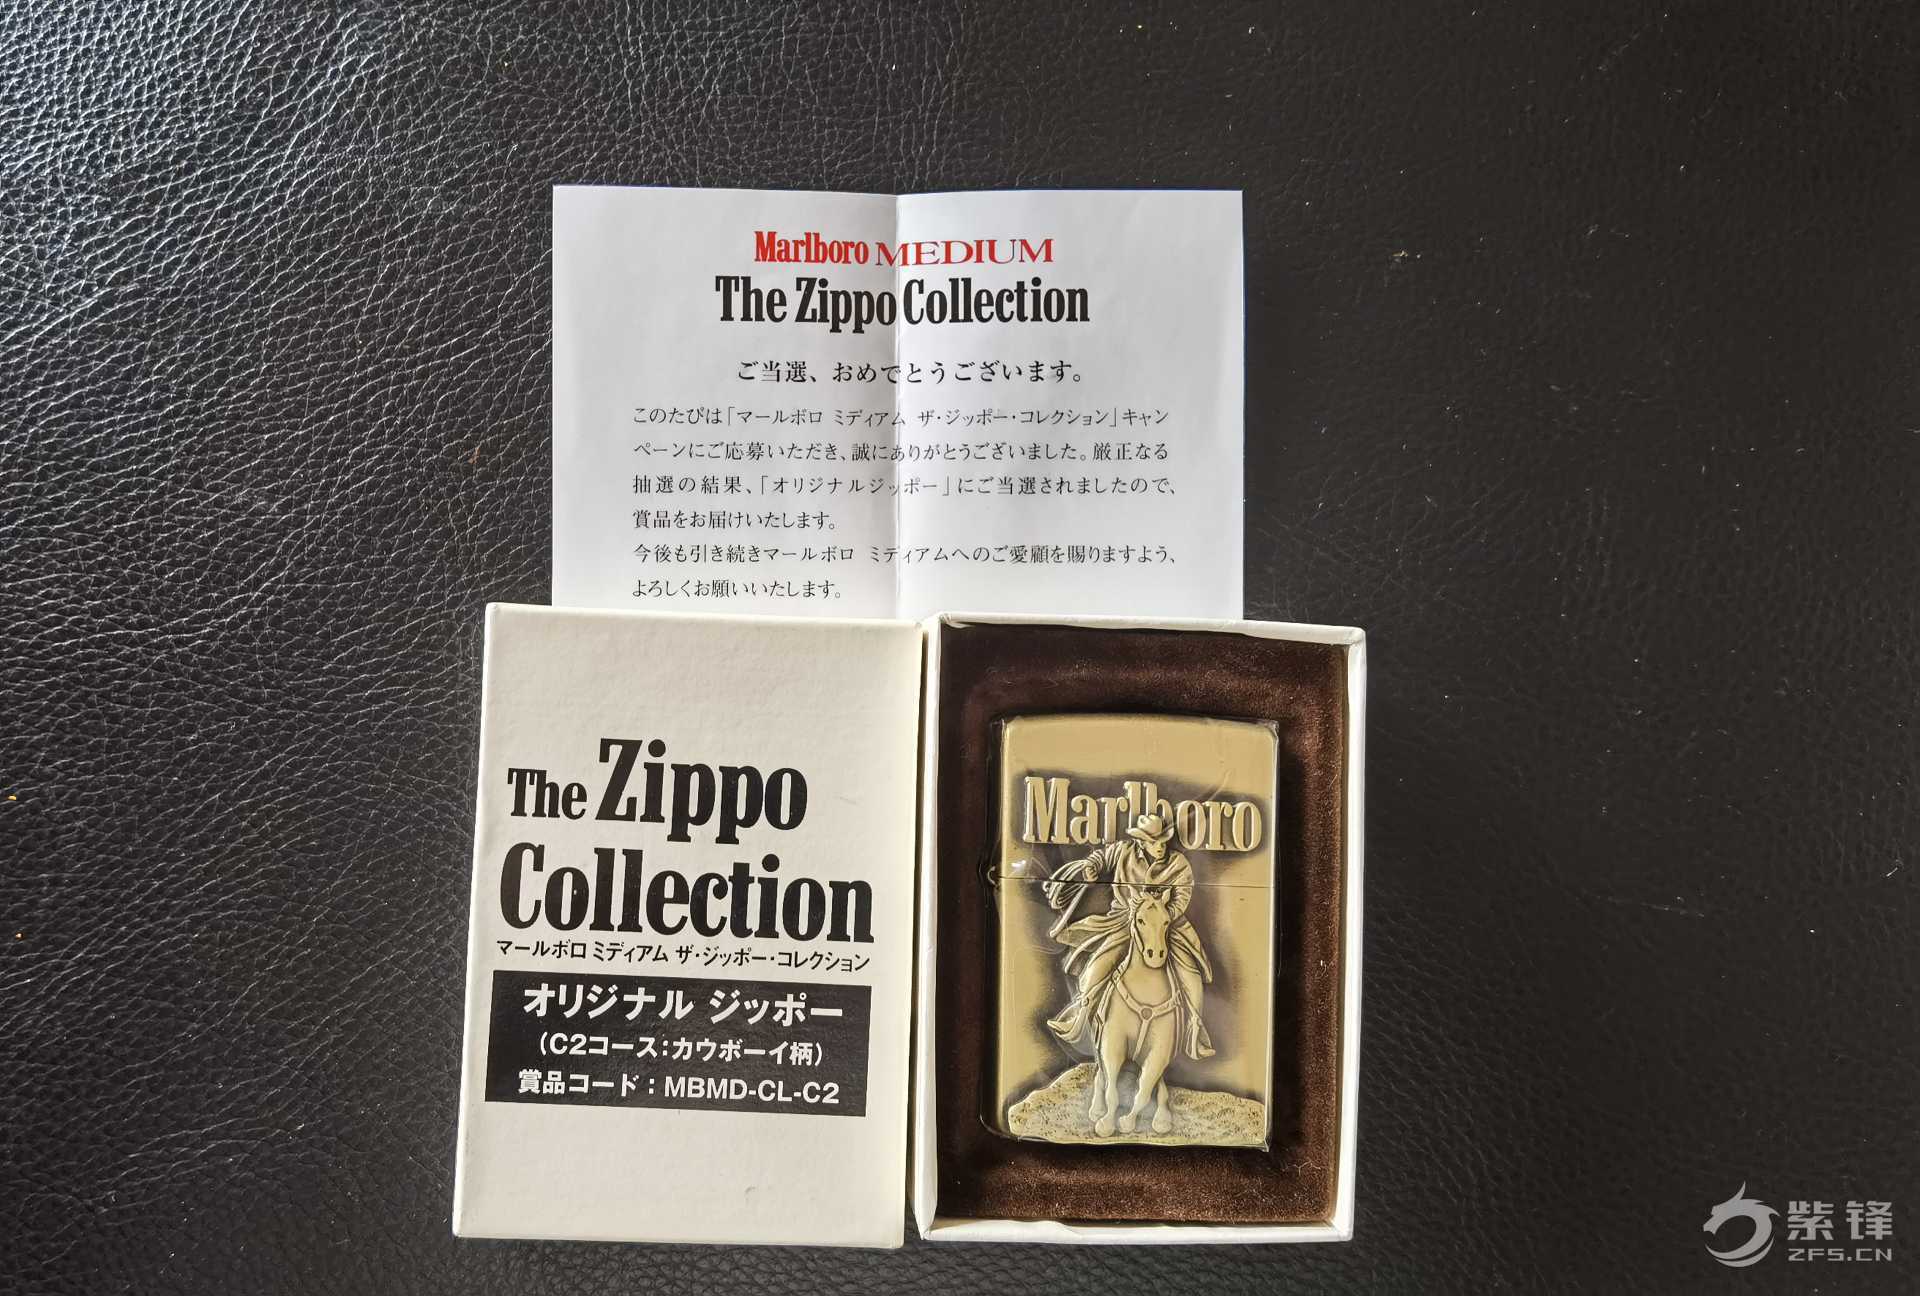 Marlboro MEDIUM
The Zippo Collection
ご当選、おめでとうございます。
このたびは「マールボロ ミディアム ザ・ジッポー・コレクション」キャン
ペーンにご応募いただき、誠にありがとうございました。厳正なる
抽選の結果、「オリジナルジッポー」にご当選されましたので、
賞品をお届けいたします。
今後も引き続きマールボロ ミディアムへのご愛顧を賜りますよう、
よろしくお願いいたします。
The Zippo
Collection
マールボロ ミディアム ザ・ジッポー・コレクション
オリジナル ジッポー
(C2コース:カウボーイ柄)
賞品コード:MBMD-CL-C2
Marlboro
紫锋
ZFS.CN